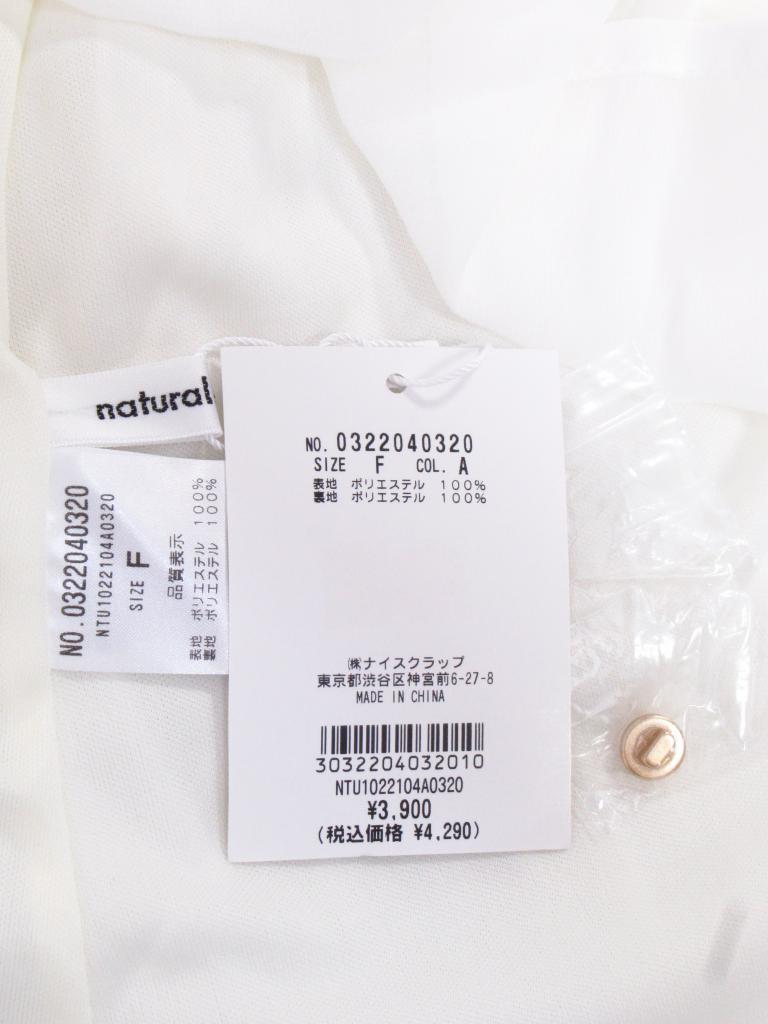 natural
NO. 0322040320
NTU1022104A0320
SIZE F
品質表示
表地 ポリエステル 100%
裏地 ポリエステル 100%
NO. 0322040320
SIZE F COL. A
表地 ポリエステル 100%
裏地 ポリエステル 100%
㈱ナイスクラップ
東京都渋谷区神宮前6-27-8
MADE IN CHINA
3032204032010
NTU1022104A0320
¥3,900
(税込価格 ¥4,290)